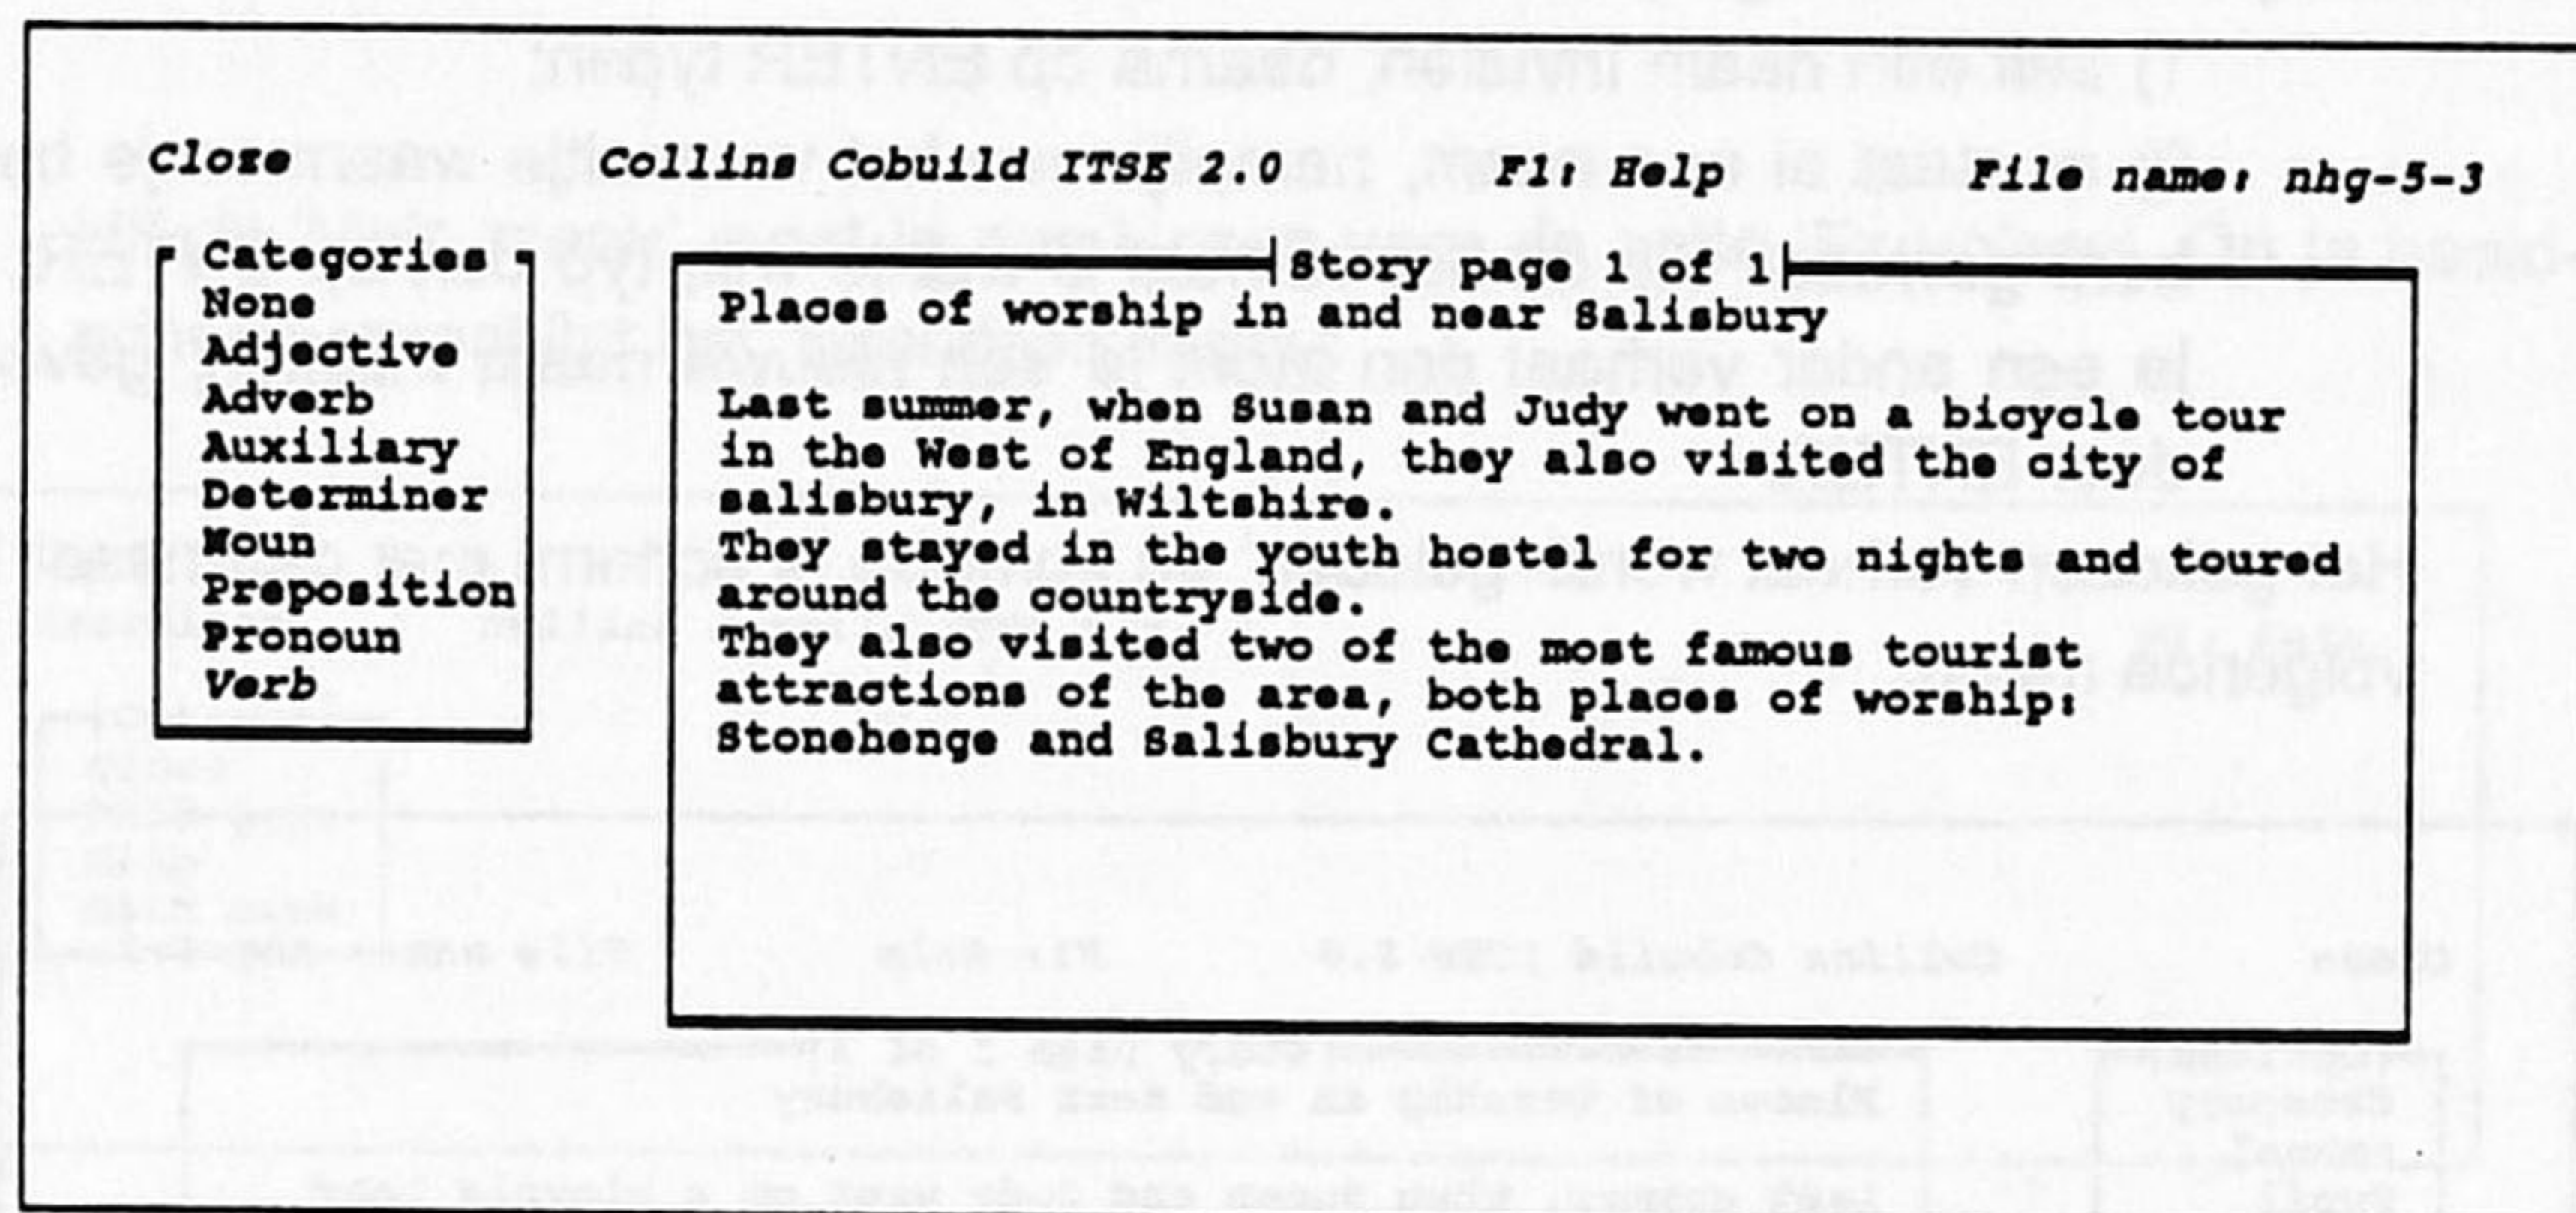 Cloze Collins Cobuild ITSE 2.0 F1: Help File name: nhg-5-3
Categories
None
Adjective
Adverb
Auxiliary
Determiner
Noun
Preposition
Pronoun
Verb
Story page 1 of 1
Places of worship in and near Salisbury
Last summer, when Susan and Judy went on a bicycle tour
in the West of England, they also visited the city of
salisbury, in Wiltshire.
They stayed in the youth hostel for two nights and toured
around the countryside.
They also visited two of the most famous tourist
attractions of the area, both places of worship:
Stonehenge and Salisbury Cathedral.